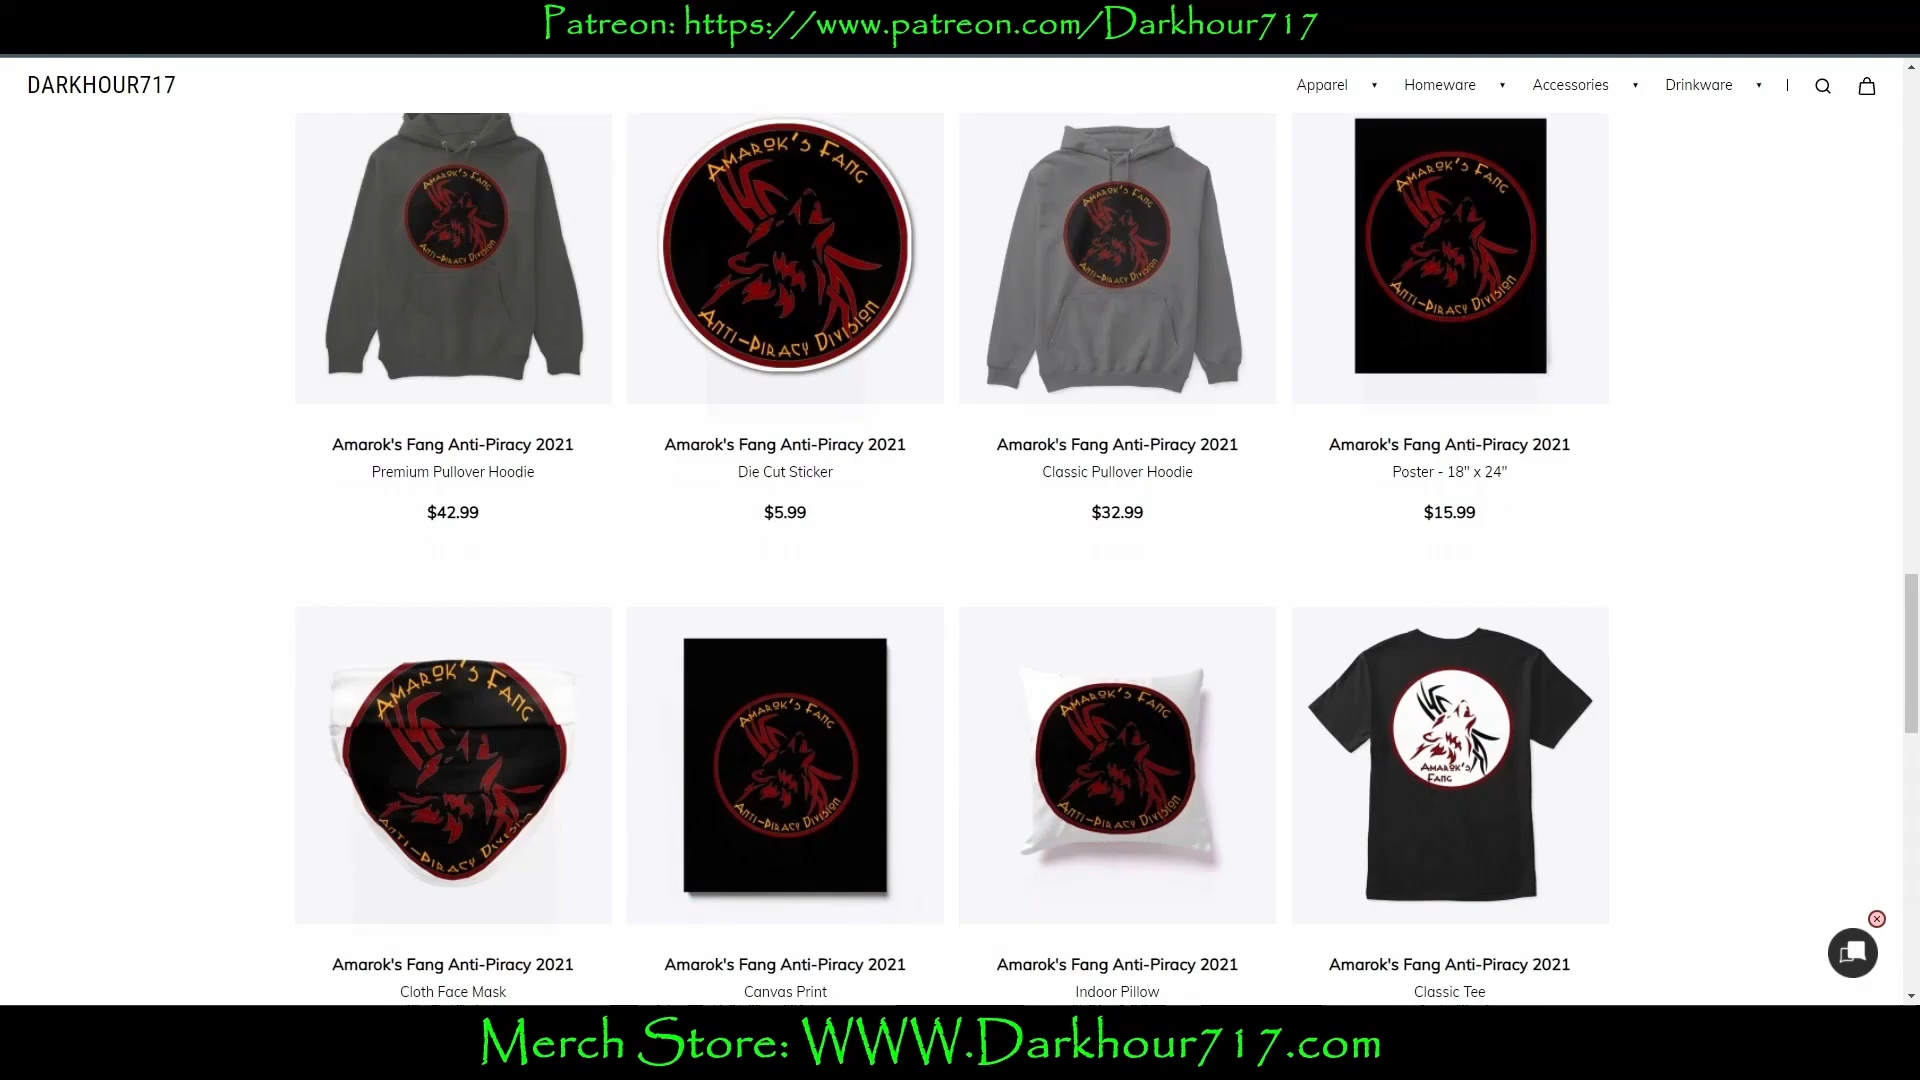 Patreon: https://www.patreon.com/Darkhour717
DARKHOUR717
Apparel
Homeware
Accessories
Drinkware
Amarok's Fang
Anti-Piracy Division
Amarok's Fang
Anti-Piracy Division
Amarok's Fang
Anti-Piracy Division
Amarok's Fang
Anti-Piracy Division
Amarok's Fang Anti-Piracy 2021
Premium Pullover Hoodie
$42.99
Amarok's Fang Anti-Piracy 2021
Die Cut Sticker
$5.99
Amarok's Fang Anti-Piracy 2021
Classic Pullover Hoodie
$32.99
Amarok's Fang Anti-Piracy 2021
Poster - 18" x 24"
$15.99
Amarok's Fang
Anti-Piracy Division
Amarok's Fang
Anti-Piracy Division
Amarok's Fang
Anti-Piracy Division
Amarok's
Fang
Amarok's Fang Anti-Piracy 2021
Cloth Face Mask
Amarok's Fang Anti-Piracy 2021
Canvas Print
Amarok's Fang Anti-Piracy 2021
Indoor Pillow
Amarok's Fang Anti-Piracy 2021
Classic Tee
Merch Store: WWW.Darkhour717.com